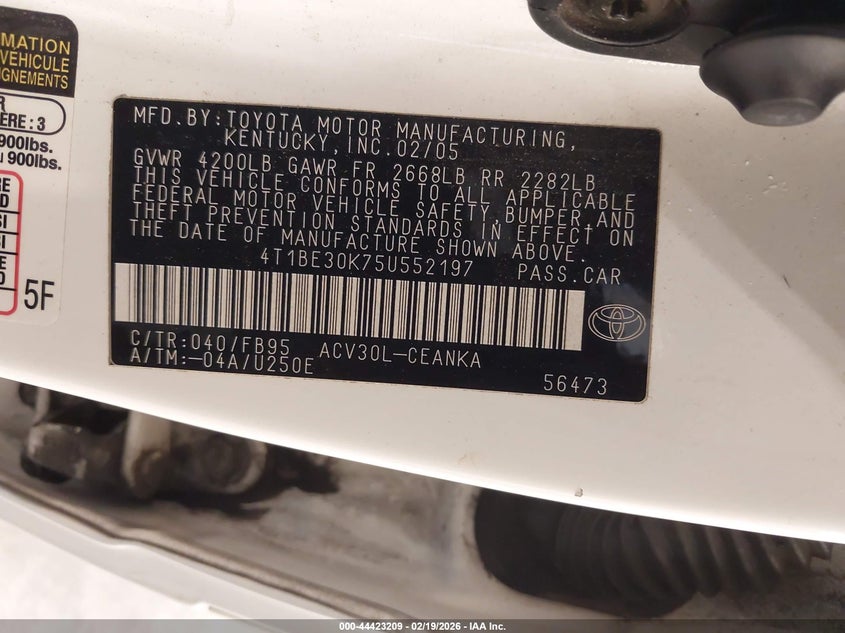 MATION
VÉHICULE
IGNEMENTS
ERE:3
900lbs.
900lbs.
5F
MFD.BY:TOYOTA MOTOR MANUFACTURING,
KENTUCKY,INC.02/05
GVWR 4200LB GAWR FR 2668LB RR 2282LB
THIS VEHICLE CONFORMS TO ALL APPLICABLE
FEDERAL MOTOR VEHICLE SAFETY,BUMPER,AND
THEFT PREVENTION STANDARDS IN EFFECT ON
THE DATE OF MANUFACTURE SHOWN ABOVE.
4T1BE30K75U552197 PASS.CAR
C/TR:040/FB95 ACV30L-CEANKA
A/TM:-04A/U250E
56473
000-44423209 - 02/19/2026 - IAA Inc.